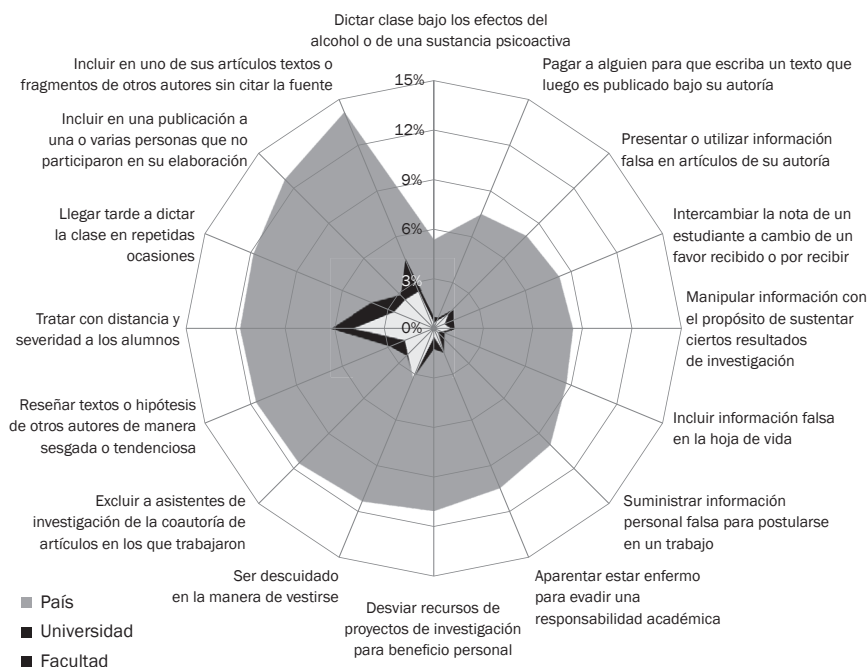 Dictar clase bajo los efectos del
alcohol o de una sustancia psicoactiva
Pagar a alguien para que escriba un texto que
luego es publicado bajo su autoría
Presentar o utilizar información
falsa en artículos de su autoría
Intercambiar la nota de un
estudiante a cambio de un
favor recibido o por recibir
Manipular información con
el propósito de sustentar
ciertos resultados
de investigación
Incluir información falsa
en la hoja de vida
Suministrar información
personal falsa para postularse
en un trabajo
Aparentar estar enfermo
para evadir una
responsabilidad académica
Desviar recursos de
proyectos de investigación
para beneficio personal
Ser descuidado
en la manera de vestirse
Excluir a asistentes de
investigación de la coautoría de
artículos en los que trabajaron
Reseñar textos o hipótesis
de otros autores de manera
sesgada o tendenciosa
Tratar con distancia y
severidad a los alumnos
Llegar tarde a dictar
la clase en repetidas
ocasiones
Incluir en una publicación a
una o varias personas que no
participaron en su elaboración
Incluir en uno de sus artículos textos o
fragmentos de otros autores sin citar la fuente
15%
12%
9%
6%
3%
0%
País
Universidad
Facultad